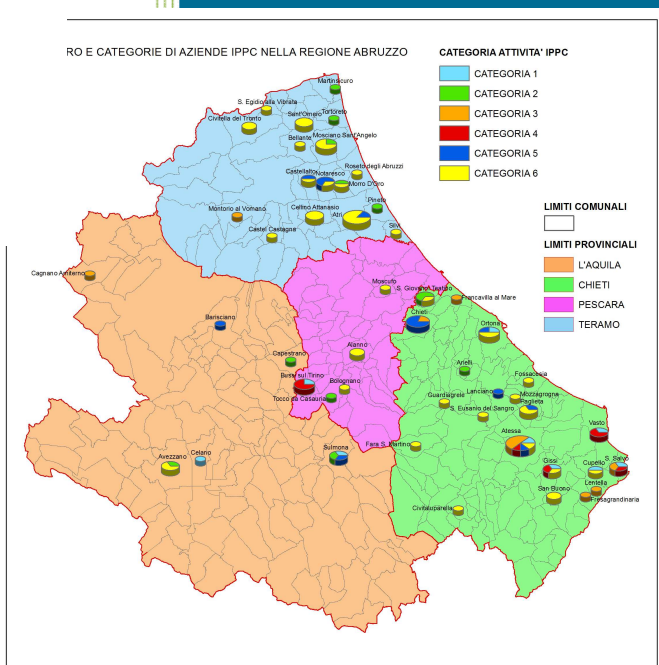 RO E CATEGORIE DI AZIENDE IPPC NELLA REGIONE ABRUZZO
CATEGORIA ATTIVITA' IPPC
CATEGORIA 1
CATEGORIA 2
CATEGORIA 3
CATEGORIA 4
CATEGORIA 5
CATEGORIA 6
LIMITI COMUNALI
LIMITI PROVINCIALI
L'AQUILA
CHIETI
PESCARA
TERAMO
Martinsicuro
S. Egidio alla Vibrata
Civitella del Tronto
Sant'Omero
Tortoreto
Bellante
Mosciano Sant'Angelo
Roseto degli Abruzzi
Castellalto
Notaresco
Morro D'Oro
Pineto
Montorio al Vomano
Cellino Attanasio
Atri
Silvi
Castel Castagna
Cagnano Amiterno
Moscufo
S. Giovanni Teatino
Francavilla al Mare
Barisciano
Chieti
Ortona
Capestrano
Alanno
Arielli
Fossacesia
Bussi sul Tirino
Bolognano
Tocco da Casauria
Lanciano
Mozzagrogna
Paglieta
Guardiagrele
S. Eusanio del Sangro
Atessa
Vasto
Fara S. Martino
Sulmona
Celano
Avezzano
Gissi
Cupello
S. Salvo
Lentella
San Buono
Fresagrandinaria
Civitaluparella